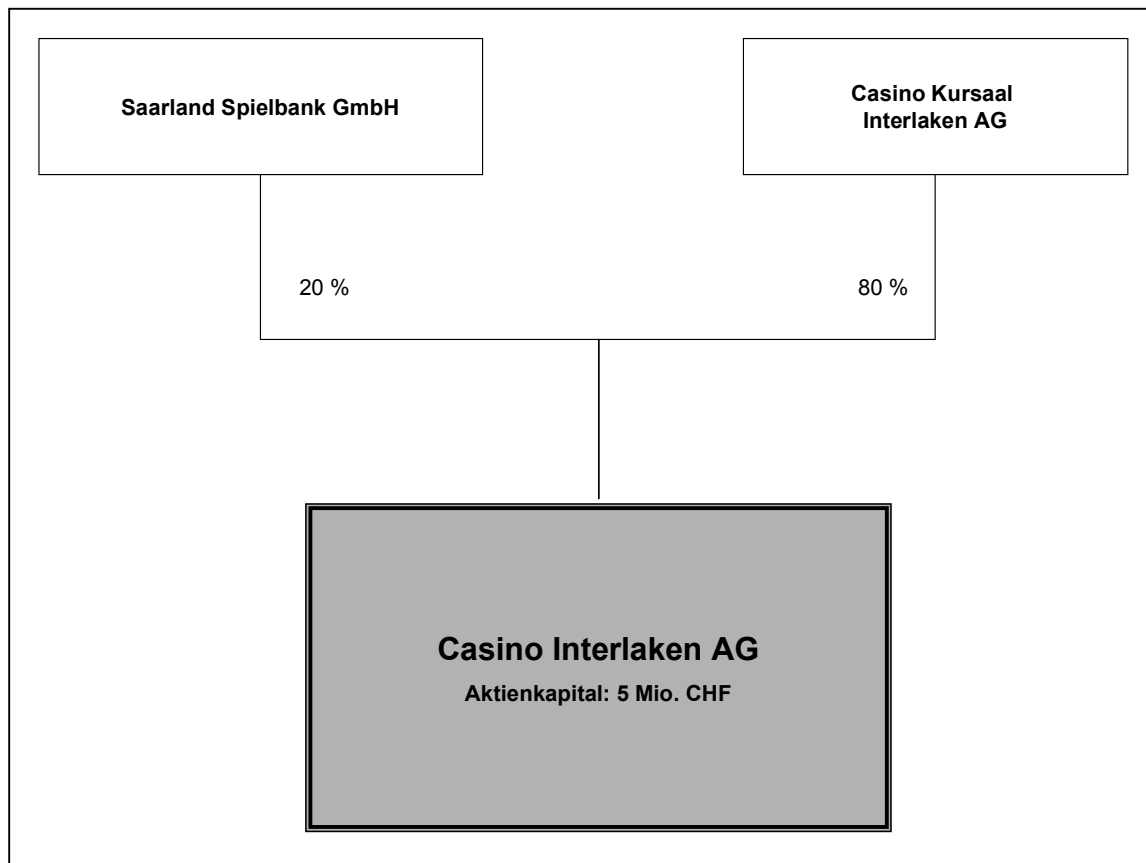 Saarland Spielbank GmbH
Casino Kursaal
Interlaken AG
20 %
80 %
Casino Interlaken AG
Aktienkapital: 5 Mio. CHF